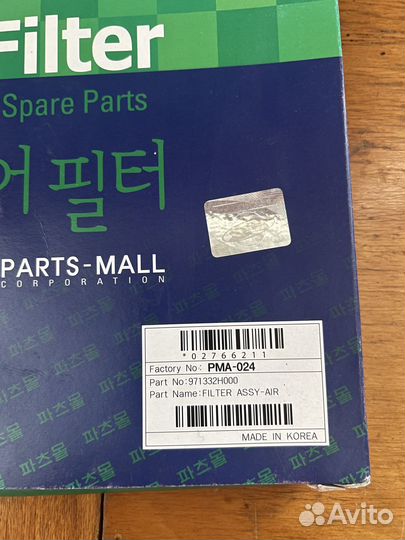 Filter
Spare Parts
어 필터
PARTS-MALL
CORPORATION
*02766211
Factory No: PMA-024
Part No:971332H000
Part Name:FILTER ASSY-AIR
MADE IN KOREA
파츠몰
Avito